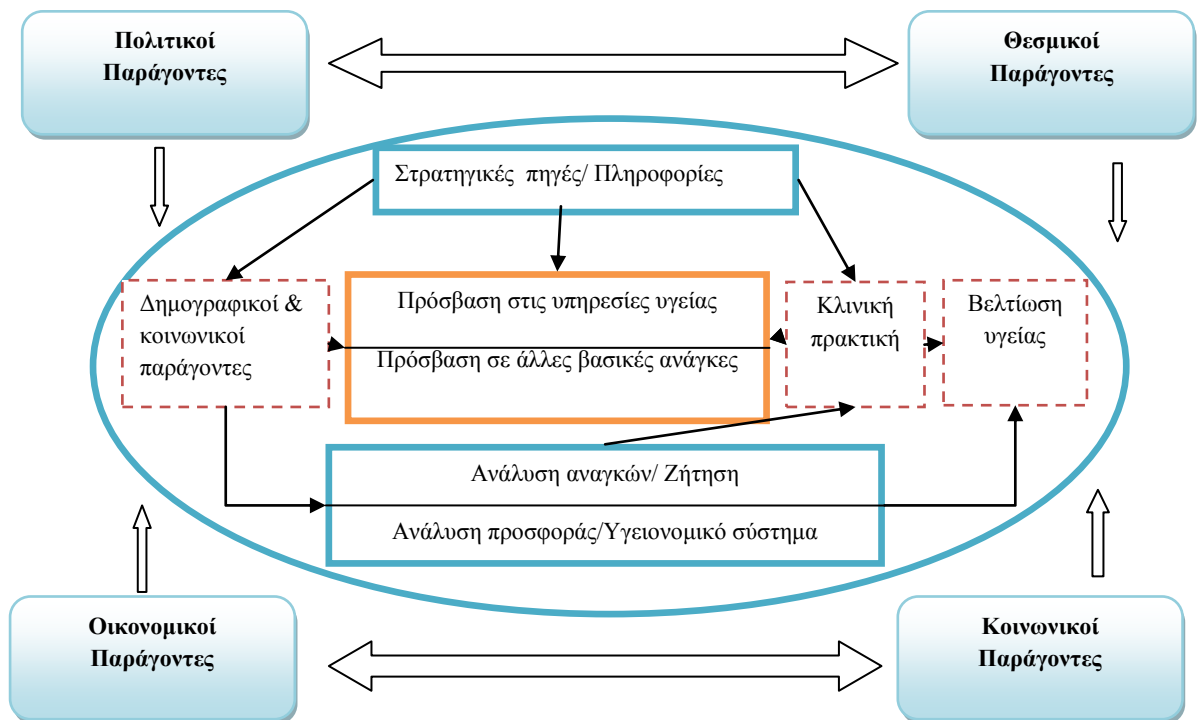 Πολιτικοί
Παράγοντες
Θεσμικοί
Παράγοντες
Στρατηγικές πηγές/ Πληροφορίες
Δημογραφικοί &
κοινωνικοί
παράγοντες
Πρόσβαση στις υπηρεσίες υγείας
Πρόσβαση σε άλλες βασικές ανάγκες
Κλινική
πρακτική
Βελτίωση
υγείας
Ανάλυση αναγκών/ Ζήτηση
Ανάλυση προσφοράς/Υγειονομικό σύστημα
Οικονομικοί
Παράγοντες
Κοινωνικοί
Παράγοντες